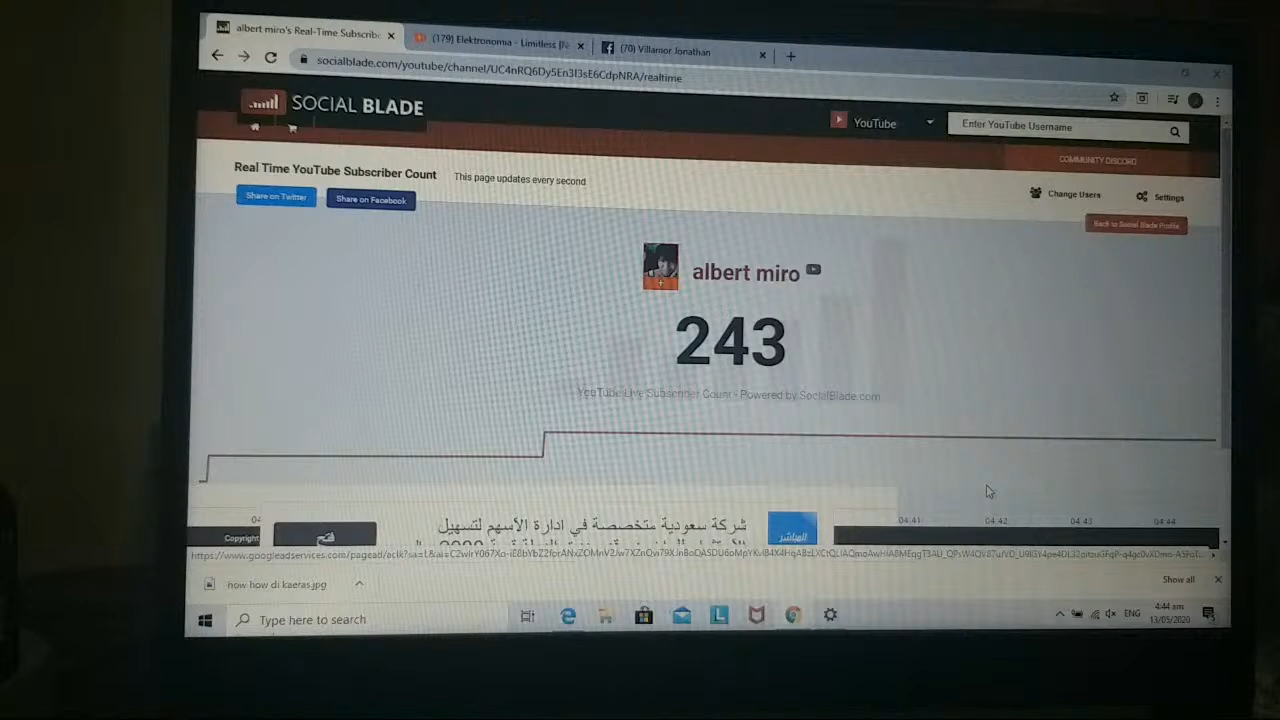 albert miro's Real-Time Subscribe
(179) Elektronomia - Limitless [N
(70) Villamor Jonathan
socialblade.com/youtube/channel/UC4nRQ6Dy5En3I3sE6CdpNRA/realtime
SOCIAL BLADE
YouTube
Enter YouTube Username
COMMUNITY DISCORD
Real Time YouTube Subscriber Count
This page updates every second
Share on Twitter
Share on Facebook
Change Users
Settings
Back to Social Blade Profile
albert miro
243
YouTube Live Subscriber Count - Powered by SocialBlade.com
04:41
04:42
04:43
04:44
شركة سعودية متخصصة في ادارة الأسهم لتسهيل
المباشر
فتح
Copyright
how how di kaeras.jpg
Show all
Type here to search
ENG
4:44 am
13/05/2020